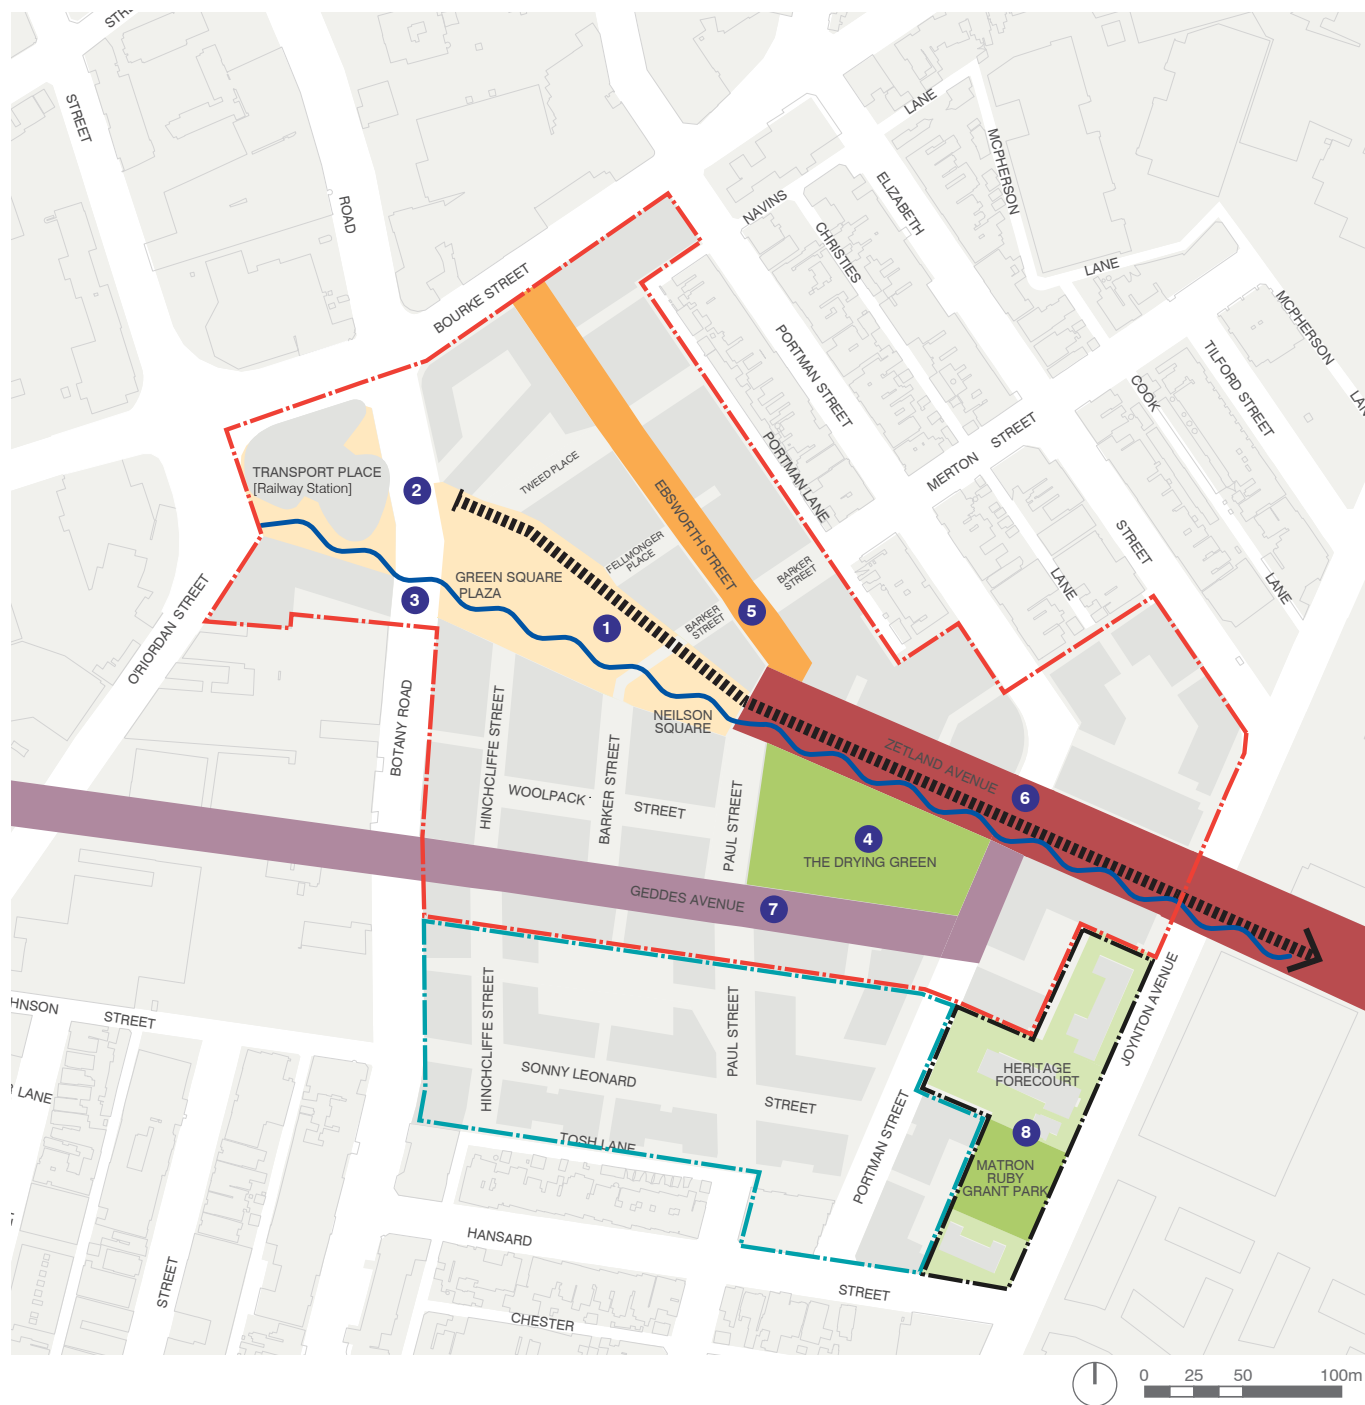 STREET
ROAD
BOURKE STREET
NAVINS
LANE
MCPHERSON
ELIZABETH
CHRISTIES
LANE
MCPHERSON
PORTMAN STREET
TILFORD STREET
COOK
MERTON STREET
PORTMAN LANE
TRANSPORT PLACE
[Railway Station]
2
TWEED PLACE
EBSWORTH STREET
STREET
FELLMONGER
PLACE
BARKER
STREET
LANE
LANE
GREEN SQUARE
PLAZA
3
1
BARKER
STREET
5
O'RIORDAN STREET
BOTANY ROAD
HINCHCLIFFE STREET
NEILSON
SQUARE
BARKER STREET
ZETLAND AVENUE
6
WOOLPACK
STREET
PAUL STREET
4
THE DRYING GREEN
GEDDES AVENUE
7
HNSON
STREET
HINCHCLIFFE STREET
PAUL STREET
JOYNTON AVENUE
SONNY LEONARD
STREET
HERITAGE
FORECOURT
LANE
TOSH LANE
PORTMAN STREET
8
MATRON
RUBY
GRANT PARK
HANSARD
STREET
STREET
CHESTER
0 25 50 100m